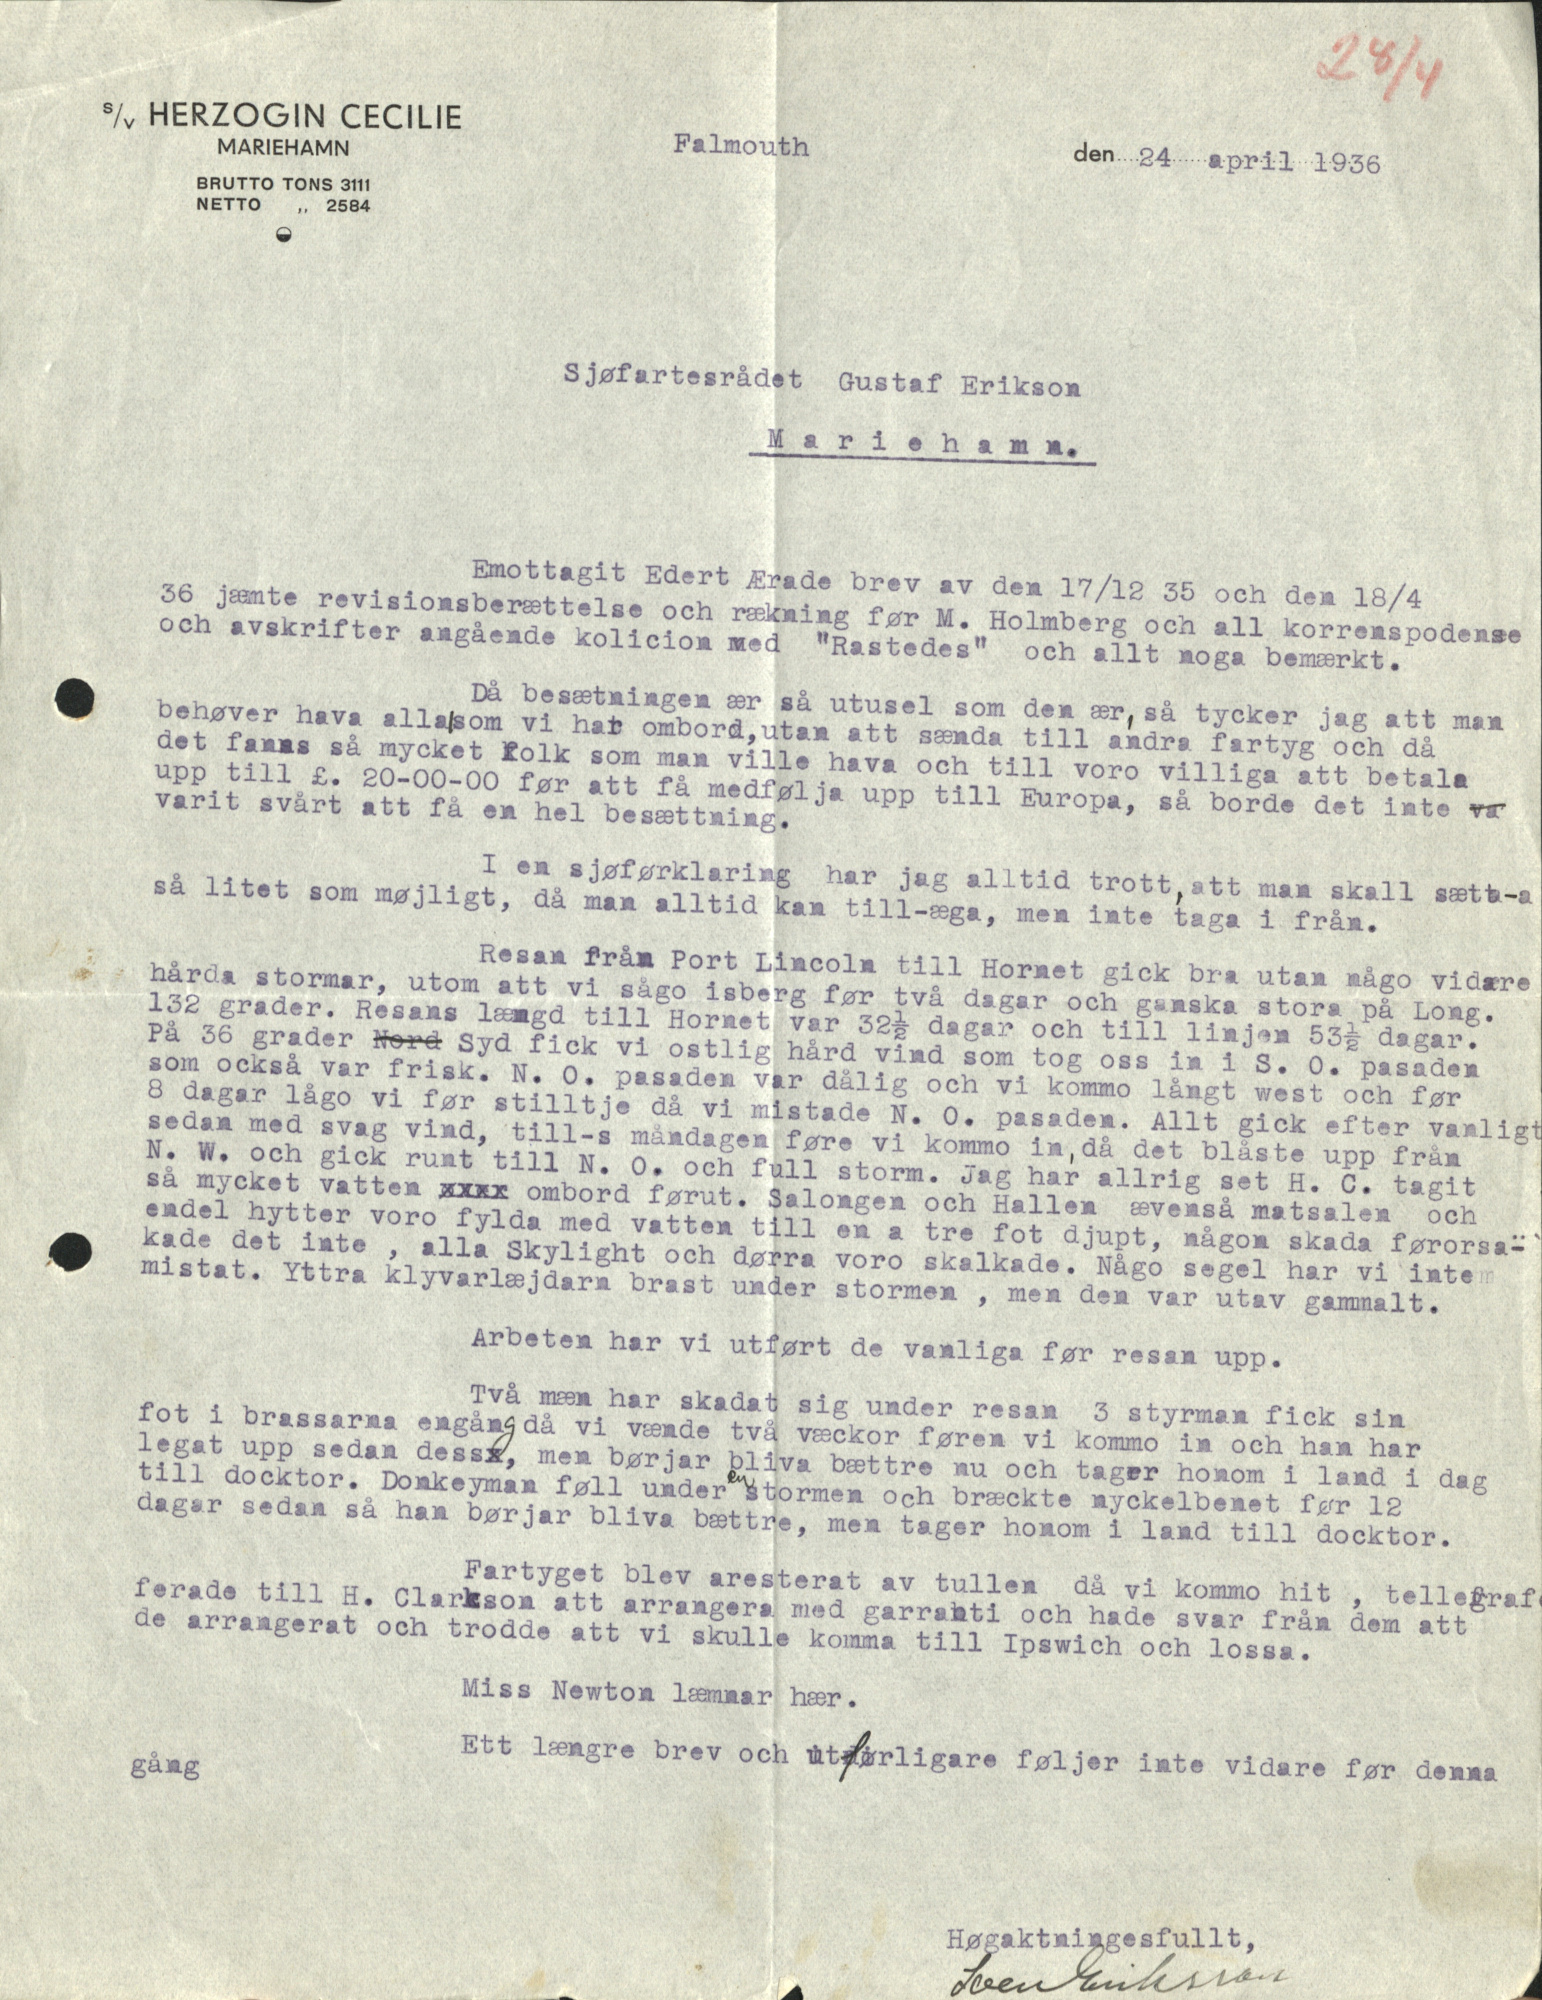 28/4
s/v HERZOGIN CECILIE
MARIEHAMN
BRUTTO TONS 3111
NETTO ,, 2584
Falmouth den 24 april 1936
Sjøfartesrådet Gustaf Erikson
Mariehamn.
Emottagit Edert Ærade brev av den 17/12 35 och den 18/4
36 jæmte revisionsberættelse och rækning før M. Holmberg och all korrenspodense
och avskrifter angående kolicion med "Rastedes" och allt noga bemærkt.
Då besætningen ær så utusel som den ær, så tycker jag att man
behøver hava alla som vi har ombord, utan att sænda till andra fartyg och då
det fanns så mycket folk som man ville hava och till voro villiga att betala
upp till £. 20-00-00 før att få medfølja upp till Europa, så borde det inte va
varit svårt att få en hel besættning.
I en sjøførklaring har jag alltid trott, att man skall sætt-a
så litet som møjligt, då man alltid kan till-æga, men inte taga i från.
Resan från Port Lincoln till Hornet gick bra utan någo vidare
hårda stormar, utom att vi sågo isberg før två dagar och ganska stora på Long.
132 grader. Resans længd till Hornet var 32½ dagar och till linjen 53½ dagar.
På 36 grader Nord Syd fick vi ostlig hård vind som tog oss in i S. O. pasaden
som också var frisk. N. O. pasaden var dålig och vi kommo långt west och før
8 dagar lågo vi før stilltje då vi mistade N. O. pasaden. Allt gick efter vanligt
sedan med svag vind, till-s måndagen føre vi kommo in, då det blåste upp från
N. W. och gick runt till N. O. och full storm. Jag har allrig set H. C. tagit
så mycket vatten xxxx ombord førut. Salongen och Hallen ævenså matsalen och
endel hytter voro fylda med vatten till en a tre fot djupt, någon skada førorsa-
kade det inte , alla Skylight och dørra voro skalkade. Någo segel har vi inte
mistat. Yttra klyvarlæjdarn brast under stormen , men den var utav gammalt.
Arbeten har vi utført de vanliga før resan upp.
Två mæn har skadat sig under resan 3 styrman fick sin
fot i brassarna engång då vi vænde två væckor føren vi kommo in och han har
legat upp sedan dess, men børjar bliva bættre nu och tager honom i land i dag
till docktor. Donkeyman føll under en stormen och bræckte nyckelbenet før 12
dagar sedan så han børjar bliva bættre, men tager honom i land till docktor.
Fartyget blev aresterat av tullen då vi kommo hit , tellegrafe
ferade till H. Clarkson att arrangera med garranti och hade svar från dem att
de arrangerat och trodde att vi skulle komma till Ipswich och lossa.
Miss Newton læmnar hær.
Ett længre brev och utførligare føljer inte vidare før denna
gång
Høgaktningesfullt,
Sven Eriksson